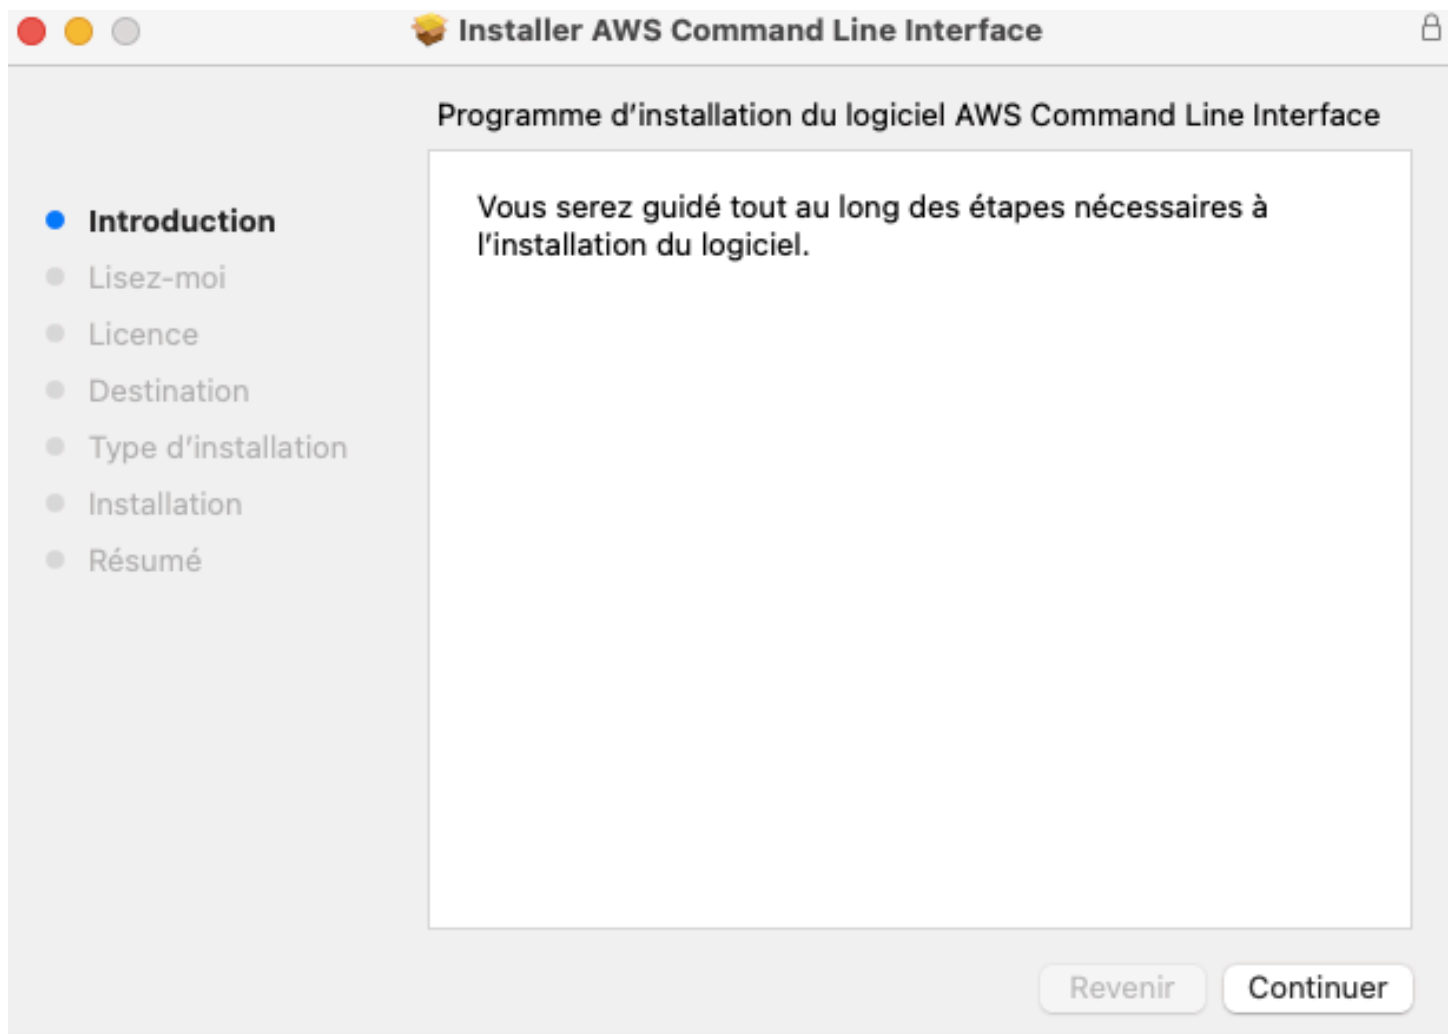 Installer AWS Command Line Interface
Programme d’installation du logiciel AWS Command Line Interface
Introduction
Lisez-moi
Licence
Destination
Type d’installation
Installation
Résumé
Vous serez guidé tout au long des étapes nécessaires à
l’installation du logiciel.
Revenir
Continuer